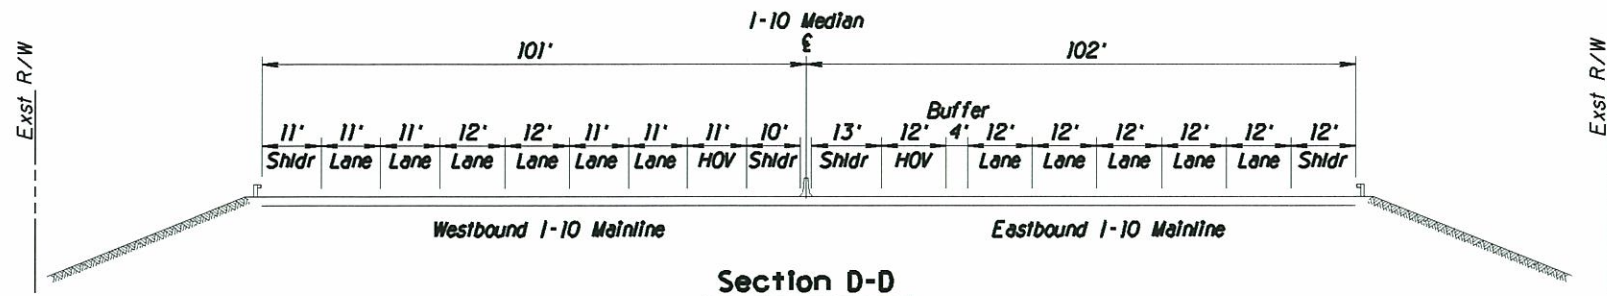 I-10 Median
℄
101' 102'
Exst R/W
Exst R/W
Buffer
11' 11' 11' 12' 12' 11' 11' 11' 10' 13' 12' 4' 12' 12' 12' 12' 12' 12'
Shldr Lane Lane Lane Lane Lane Lane HOV Shldr Shldr HOV Lane Lane Lane Lane Lane Shldr
Westbound I-10 Mainline Eastbound I-10 Mainline
Section D-D